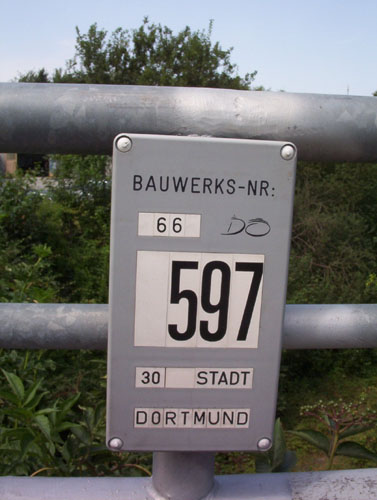 BAUWERKS-NR:
66 DO
597
30 STADT
DORTMUND